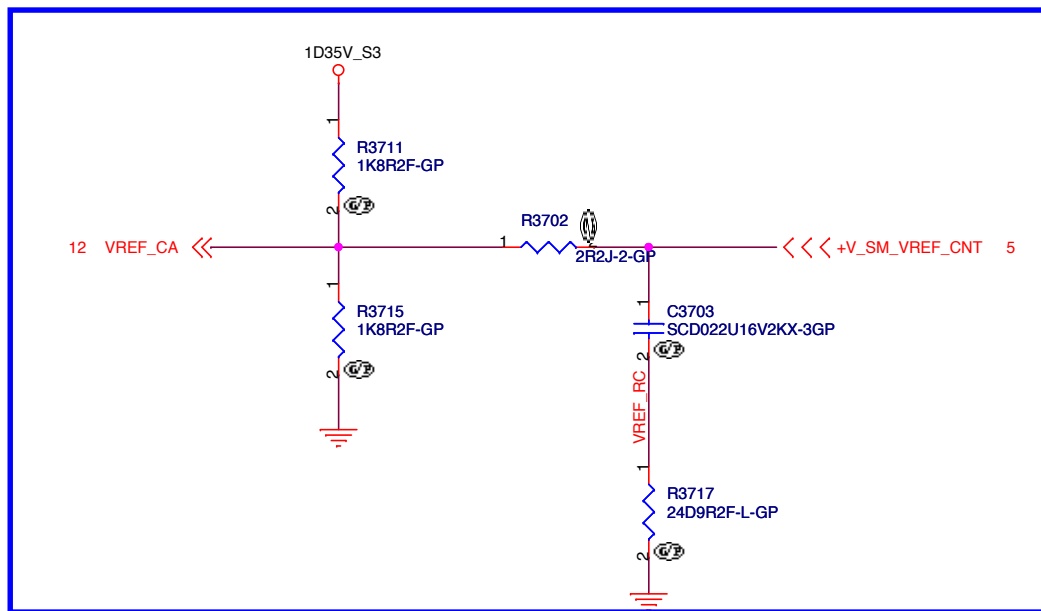 1D35V_S3
1
R3711
1K8R2F-GP
2 G/P
12 VREF_CA
1
R3702
2R2J-2-GP
+V_SM_VREF_CNT 5
1
R3715
1K8R2F-GP
2 G/P
1
C3703
SCD022U16V2KX-3GP
2 G/P
VREF_RC
1
R3717
24D9R2F-L-GP
2 G/P